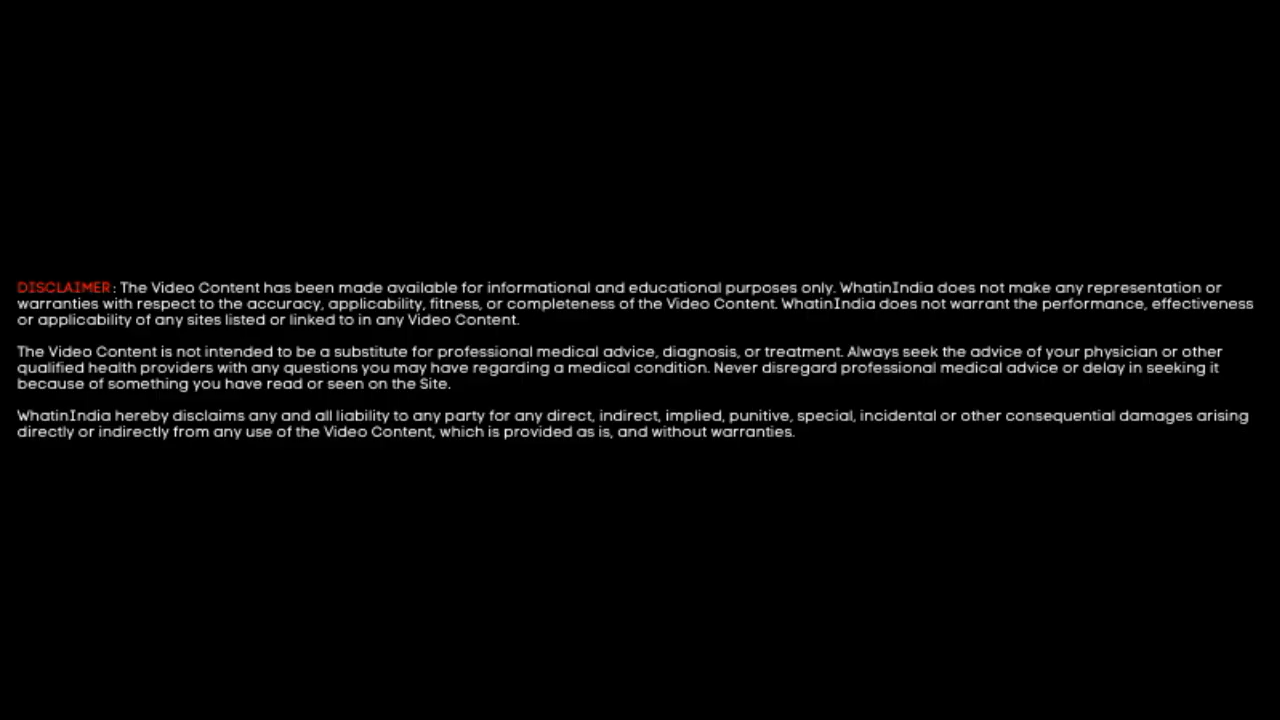 DISCLAIMER: The Video Content has been made available for informational and educational purposes only. WhatinIndia does not make any representation or
warranties with respect to the accuracy, applicability, fitness, or completeness of the Video Content. WhatinIndia does not warrant the performance, effectiveness
or applicability of any sites listed or linked to in any Video Content.
The Video Content is not intended to be a substitute for professional medical advice, diagnosis, or treatment. Always seek the advice of your physician or other
qualified health providers with any questions you may have regarding a medical condition. Never disregard professional medical advice or delay in seeking it
because of something you have read or seen on the Site.
WhatinIndia hereby disclaims any and all liability to any party for any direct, indirect, implied, punitive, special, incidental or other consequential damages arising
directly or indirectly from any use of the Video Content, which is provided as is, and without warranties.